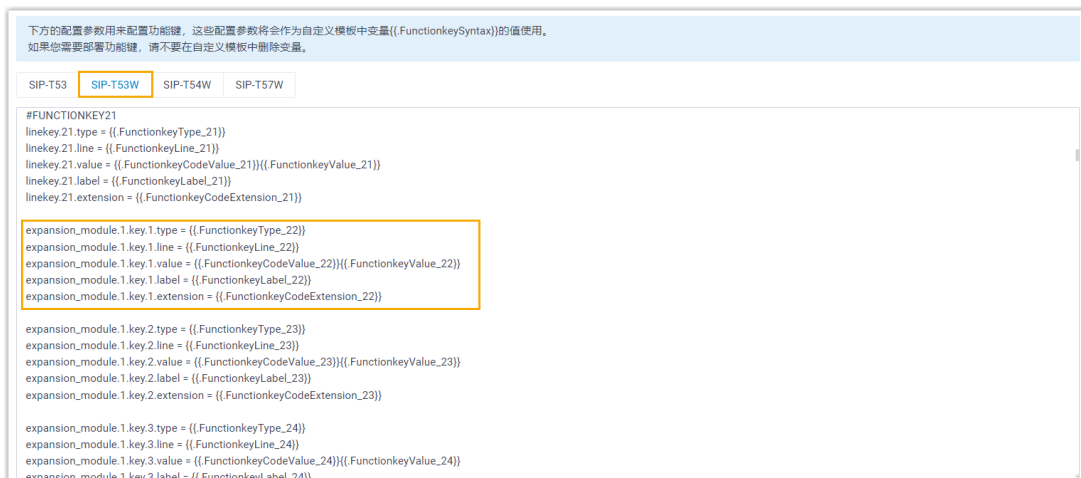 下方的配置参数用来配置功能键，这些配置参数将会作为自定义模板中变量{{.FunctionkeySyntax}}的值使用。
如果您需要部署功能键，请不要在自定义模板中删除变量。
SIP-T53 SIP-T53W SIP-T54W SIP-T57W
#FUNCTIONKEY21
linekey.21.type = {{.FunctionkeyType_21}}
linekey.21.line = {{.FunctionkeyLine_21}}
linekey.21.value = {{.FunctionkeyCodeValue_21}}{{.FunctionkeyValue_21}}
linekey.21.label = {{.FunctionkeyLabel_21}}
linekey.21.extension = {{.FunctionkeyCodeExtension_21}}
expansion_module.1.key.1.type = {{.FunctionkeyType_22}}
expansion_module.1.key.1.line = {{.FunctionkeyLine_22}}
expansion_module.1.key.1.value = {{.FunctionkeyCodeValue_22}}{{.FunctionkeyValue_22}}
expansion_module.1.key.1.label = {{.FunctionkeyLabel_22}}
expansion_module.1.key.1.extension = {{.FunctionkeyCodeExtension_22}}
expansion_module.1.key.2.type = {{.FunctionkeyType_23}}
expansion_module.1.key.2.line = {{.FunctionkeyLine_23}}
expansion_module.1.key.2.value = {{.FunctionkeyCodeValue_23}}{{.FunctionkeyValue_23}}
expansion_module.1.key.2.label = {{.FunctionkeyLabel_23}}
expansion_module.1.key.2.extension = {{.FunctionkeyCodeExtension_23}}
expansion_module.1.key.3.type = {{.FunctionkeyType_24}}
expansion_module.1.key.3.line = {{.FunctionkeyLine_24}}
expansion_module.1.key.3.value = {{.FunctionkeyCodeValue_24}}{{.FunctionkeyValue_24}}
expansion_module.1.key.3.label = {{.FunctionkeyLabel_24}}